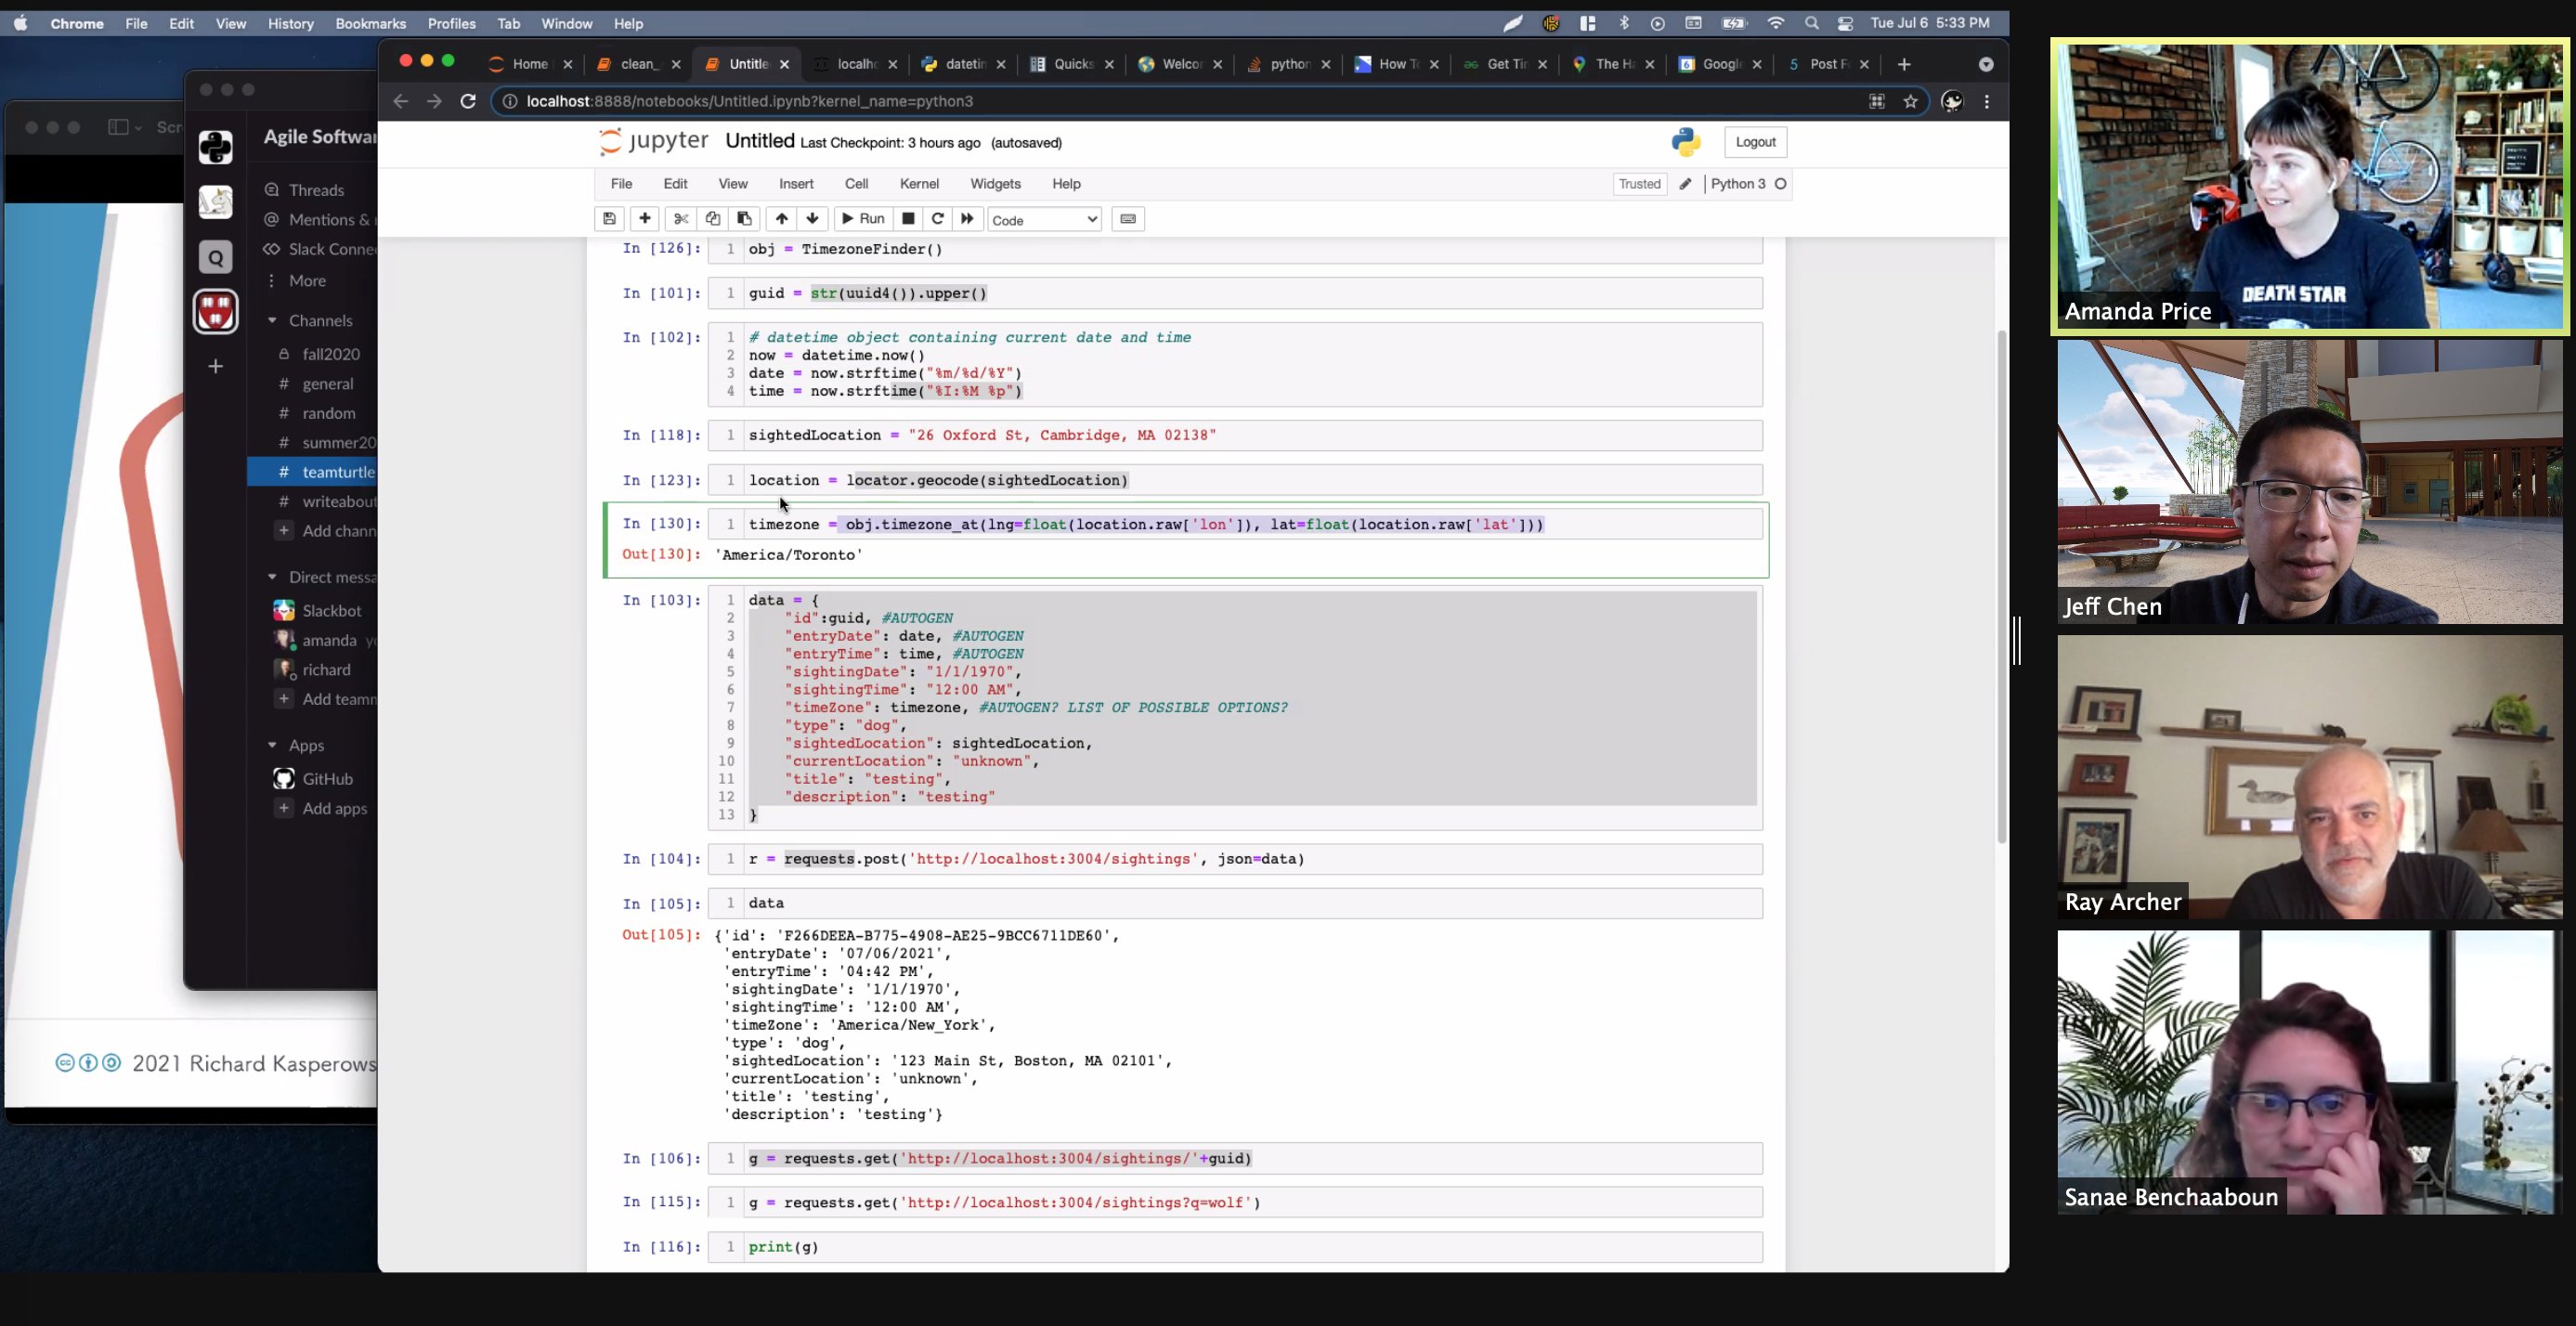 Chrome File Edit View History Bookmarks Profiles Tab Window Help
Tue Jul 6 5:33 PM
Home
clean_
Untitle
localho
datetim
Quicks
Welcor
python
How T
Get Tir
The Ha
Google
Post F
localhost:8888/notebooks/Untitled.ipynb?kernel_name=python3
jupyter Untitled Last Checkpoint: 3 hours ago (autosaved)
Logout
File Edit View Insert Cell Kernel Widgets Help
Trusted
Python 3
Run
Code
In [126]: 1 obj = TimezoneFinder()
In [101]: 1 guid = str(uuid4()).upper()
In [102]: 1 # datetime object containing current date and time
2 now = datetime.now()
3 date = now.strftime("%m/%d/%Y")
4 time = now.strftime("%I:%M %p")
In [118]: 1 sightedLocation = "26 Oxford St, Cambridge, MA 02138"
In [123]: 1 location = locator.geocode(sightedLocation)
In [130]: 1 timezone = obj.timezone_at(lng=float(location.raw['lon']), lat=float(location.raw['lat']))
Out[130]: 'America/Toronto'
In [103]: 1 data = {
2 "id":guid, #AUTOGEN
3 "entryDate": date, #AUTOGEN
4 "entryTime": time, #AUTOGEN
5 "sightingDate": "1/1/1970",
6 "sightingTime": "12:00 AM",
7 "timeZone": timezone, #AUTOGEN? LIST OF POSSIBLE OPTIONS?
8 "type": "dog",
9 "sightedLocation": sightedLocation,
10 "currentLocation": "unknown",
11 "title": "testing",
12 "description": "testing"
13 }
In [104]: 1 r = requests.post('http://localhost:3004/sightings', json=data)
In [105]: 1 data
Out[105]: {'id': 'F266DEEA-B775-4908-AE25-9BCC6711DE60',
'entryDate': '07/06/2021',
'entryTime': '04:42 PM',
'sightingDate': '1/1/1970',
'sightingTime': '12:00 AM',
'timeZone': 'America/New_York',
'type': 'dog',
'sightedLocation': '123 Main St, Boston, MA 02101',
'currentLocation': 'unknown',
'title': 'testing',
'description': 'testing'}
In [106]: 1 g = requests.get('http://localhost:3004/sightings/'+guid)
In [115]: 1 g = requests.get('http://localhost:3004/sightings?q=wolf')
In [116]: 1 print(g)
Scr
Agile Softwa
Q
Threads
Mentions &
Slack Conne
More
Channels
fall2020
# general
# random
# summer20
# teamturtle
# writeabout
+ Add chann
Direct messa
Slackbot
amanda y
richard
+ Add teamm
Apps
GitHub
+ Add apps
2021 Richard Kasperows
DEATH STAR
Amanda Price
Jeff Chen
Ray Archer
Sanae Benchaaboun